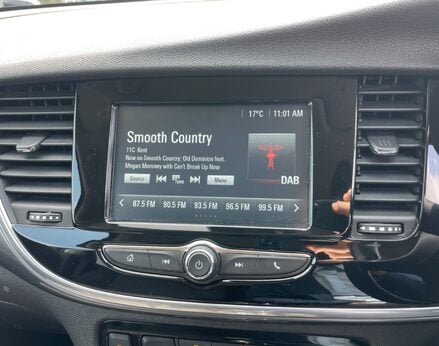 17°C 11:01 AM
Smooth Country
11C Kent
Now on Smooth Country: Old Dominion feat.
Megan Maroney with Can't Break Up Now
Source
Menu
DAB
87.5 FM 90.5 FM 93.5 FM 96.5 FM 99.5 FM